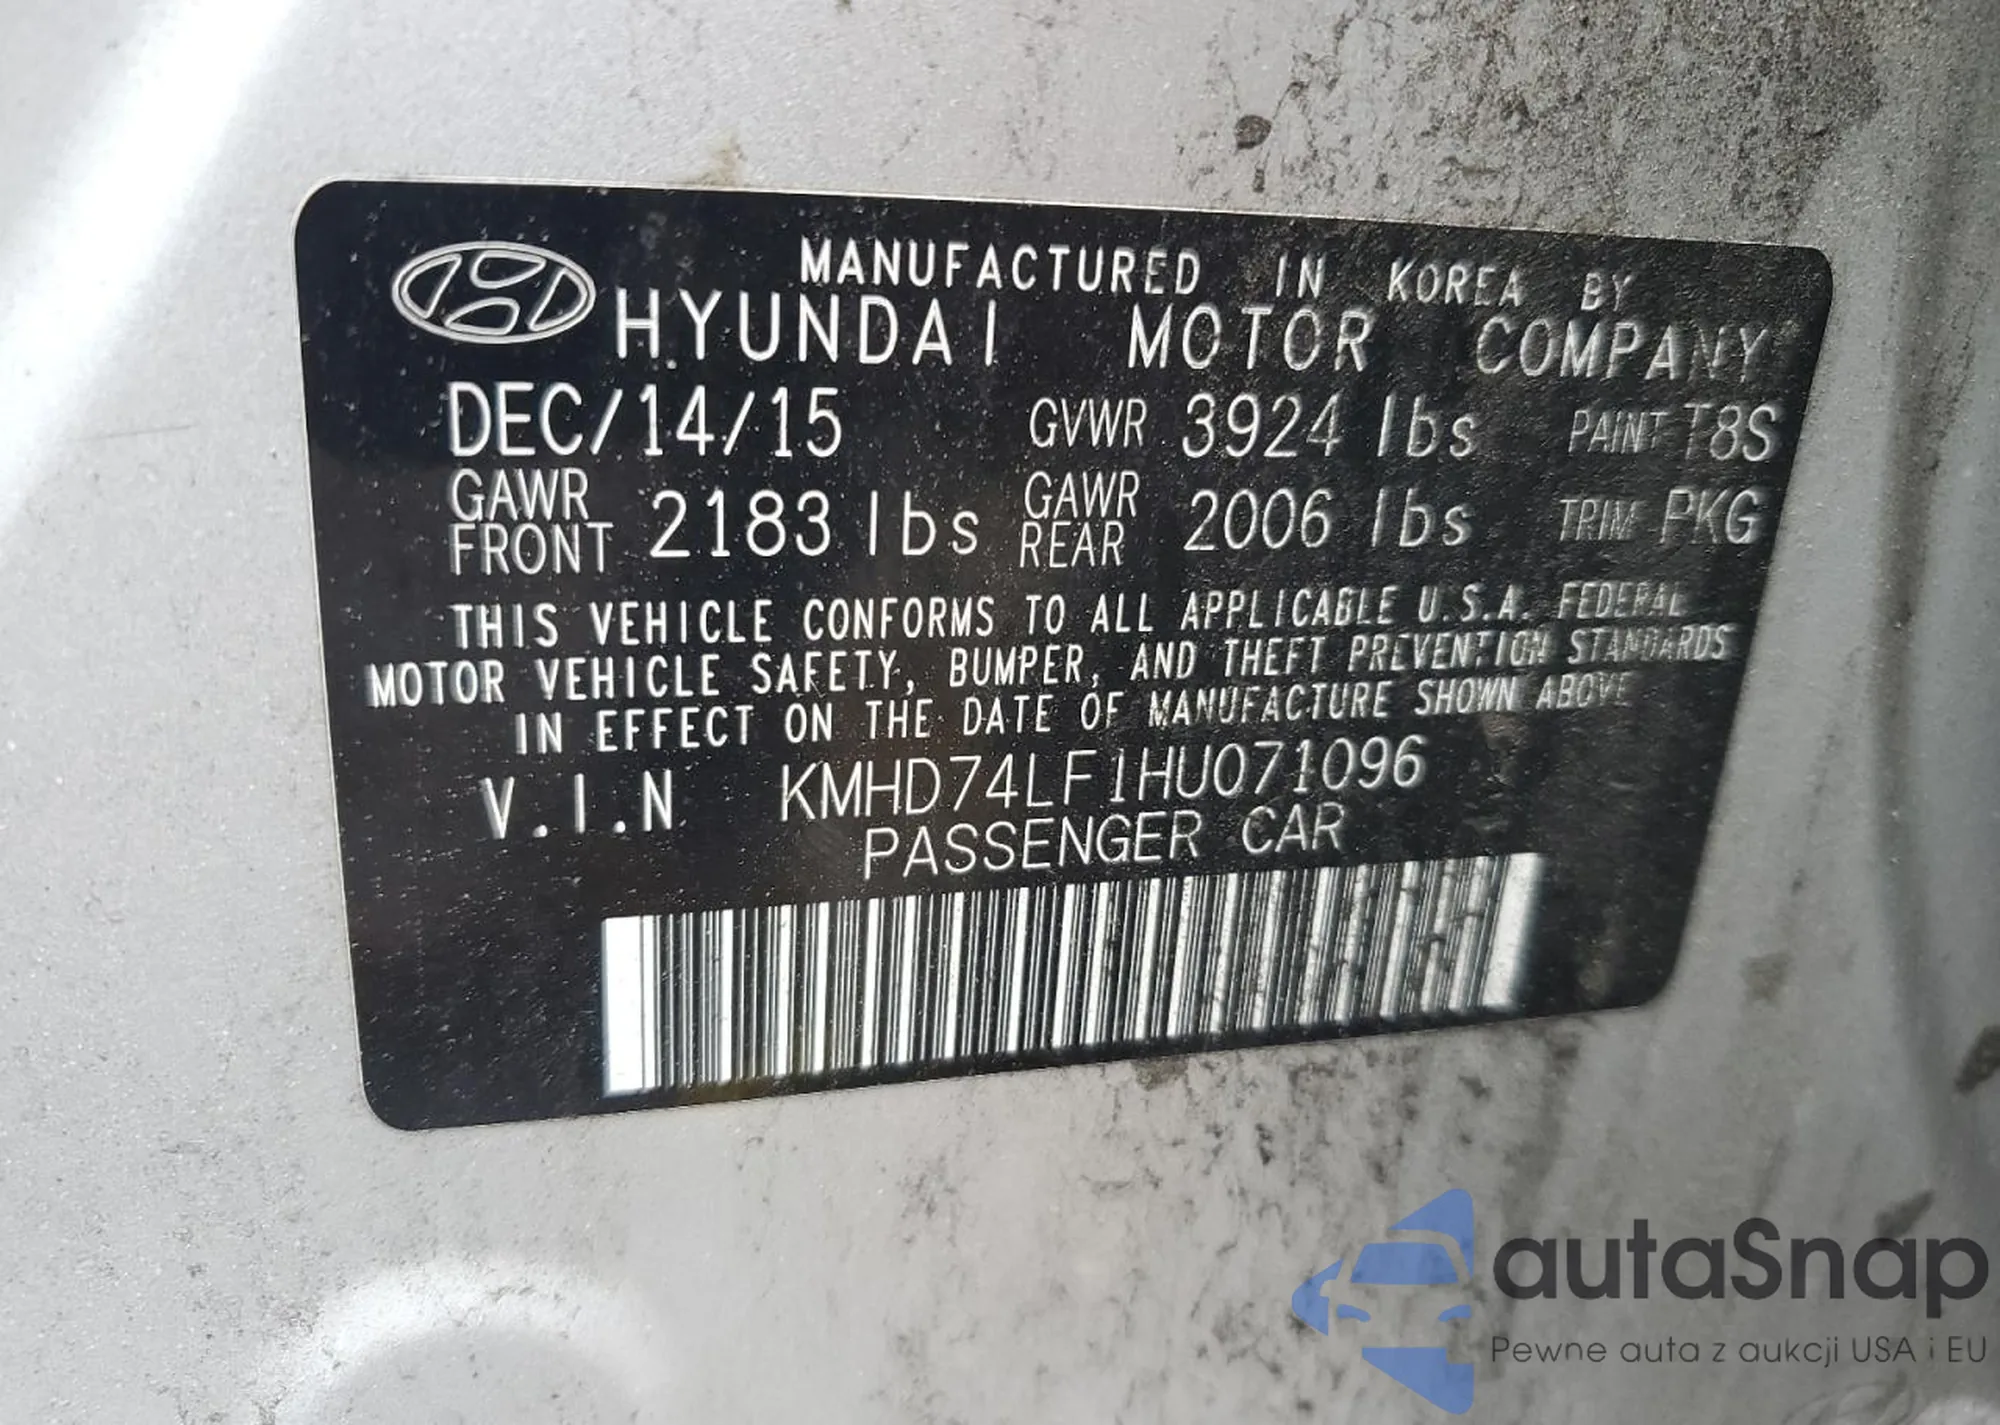 MANUFACTURED IN KOREA BY
HYUNDAI MOTOR COMPANY
DEC/14/15 GVWR 3924 lbs PAINT T8S
GAWR FRONT 2183 lbs GAWR REAR 2006 lbs TRIM PKG
THIS VEHICLE CONFORMS TO ALL APPLICABLE U.S.A. FEDERAL
MOTOR VEHICLE SAFETY, BUMPER, AND THEFT PREVENTION STANDARDS
IN EFFECT ON THE DATE OF MANUFACTURE SHOWN ABOVE
V.I.N KMHD74LF1HU071096
PASSENGER CAR
autaSnap
Pewne auta z aukcji USA i EU